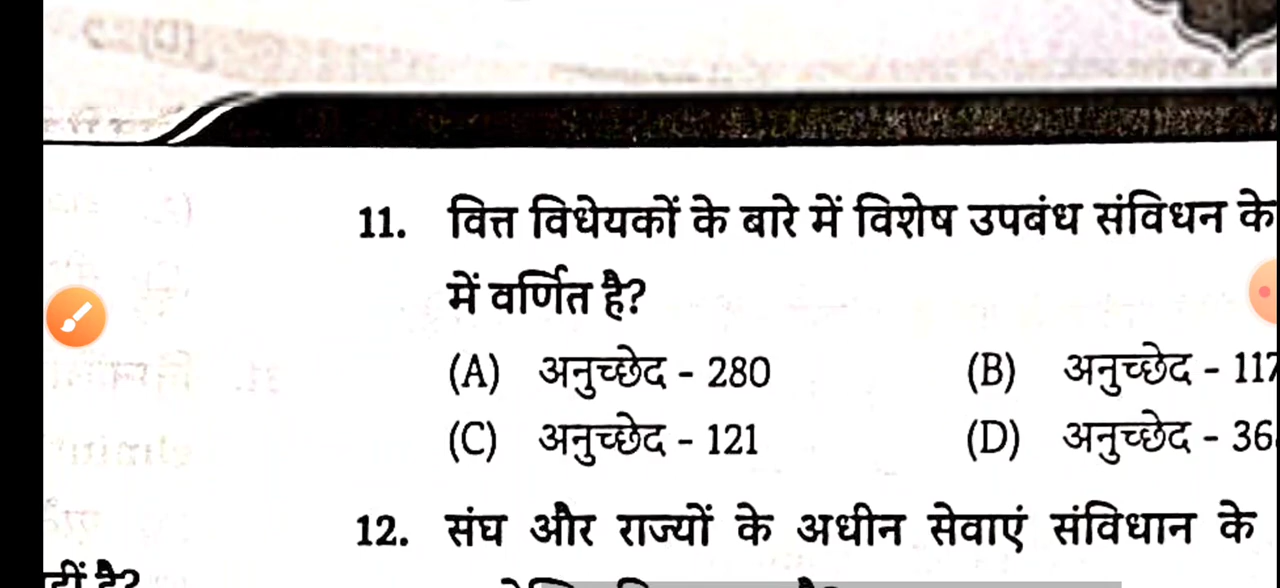 11. वित्त विधेयकों के बारे में विशेष उपबंध संविधन के
में वर्णित है?
(A) अनुच्छेद - 280 (B) अनुच्छेद - 117
(C) अनुच्छेद - 121 (D) अनुच्छेद - 36
12. संघ और राज्यों के अधीन सेवाएं संविधान के
हीं है?